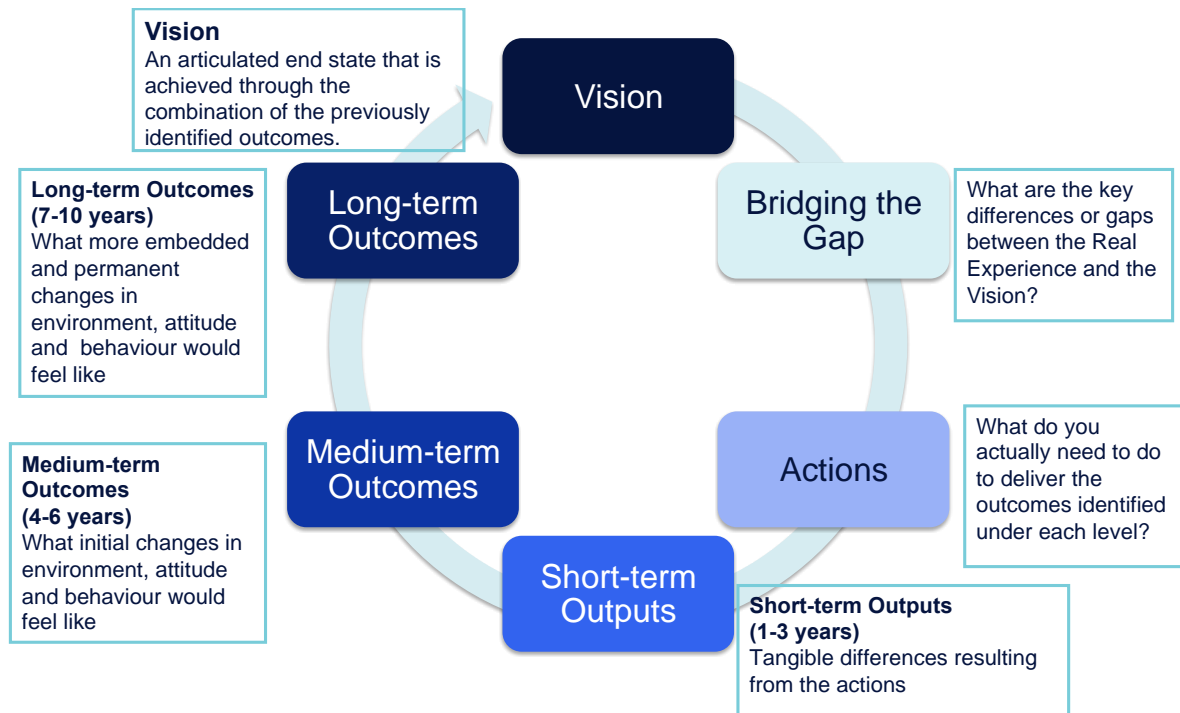 Vision
An articulated end state that is
achieved through the
combination of the previously
identified outcomes.
Vision
Bridging the
Gap
What are the key
differences or gaps
between the Real
Experience and the
Vision?
Actions
What do you
actually need to do
to deliver the
outcomes identified
under each level?
Short-term
Outputs
Short-term Outputs
(1-3 years)
Tangible differences resulting
from the actions
Medium-term
Outcomes
Medium-term
Outcomes
(4-6 years)
What initial changes in
environment, attitude
and behaviour would
feel like
Long-term
Outcomes
Long-term Outcomes
(7-10 years)
What more embedded
and permanent
changes in
environment, attitude
and behaviour would
feel like